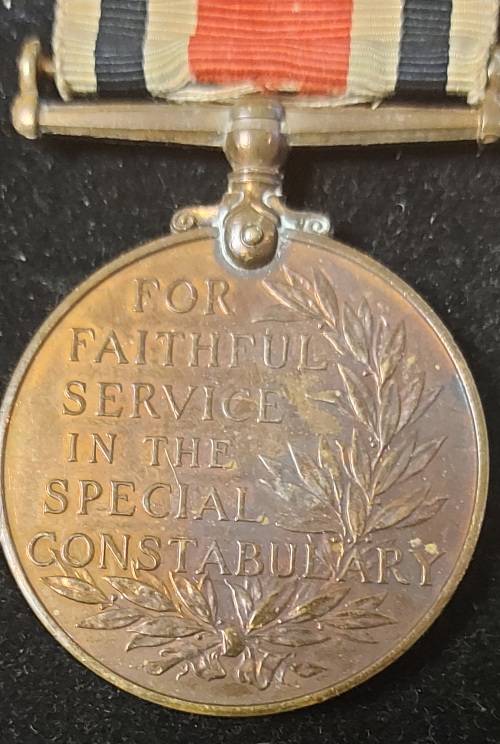 FOR
FAITHFUL
SERVICE
IN THE
SPECIAL
CONSTABULARY